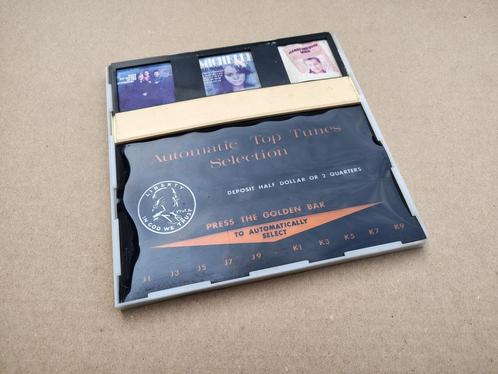 MICHELE
Automatic Top Tunes
Selection
DEPOSIT HALF DOLLAR OR 2 QUARTERS
LIBERTY
IN GOD WE TRUST
PRESS THE GOLDEN BAR
TO AUTOMATICALLY
SELECT
J1 J3 J5 J7 J9 K1 K3 K5 K7 K9